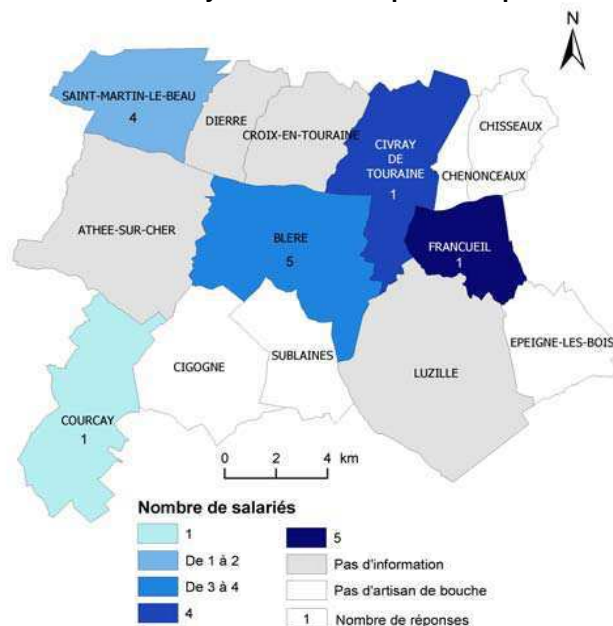 N
SAINT-MARTIN-LE-BEAU
4
DIERRE
CROIX-EN-TOURAINE
CIVRAY
DE
TOURAINE
1
CHISSEAUX
CHENONCEAUX
ATHEE-SUR-CHER
BLERE
5
FRANCUEIL
1
EPEIGNE-LES-BOIS
CIGOGNE
SUBLAINES
LUZILLE
COURCAY
1
0 2 4 km
Nombre de salariés
1
De 1 à 2
De 3 à 4
4
5
Pas d'information
Pas d'artisan de bouche
1 Nombre de réponses